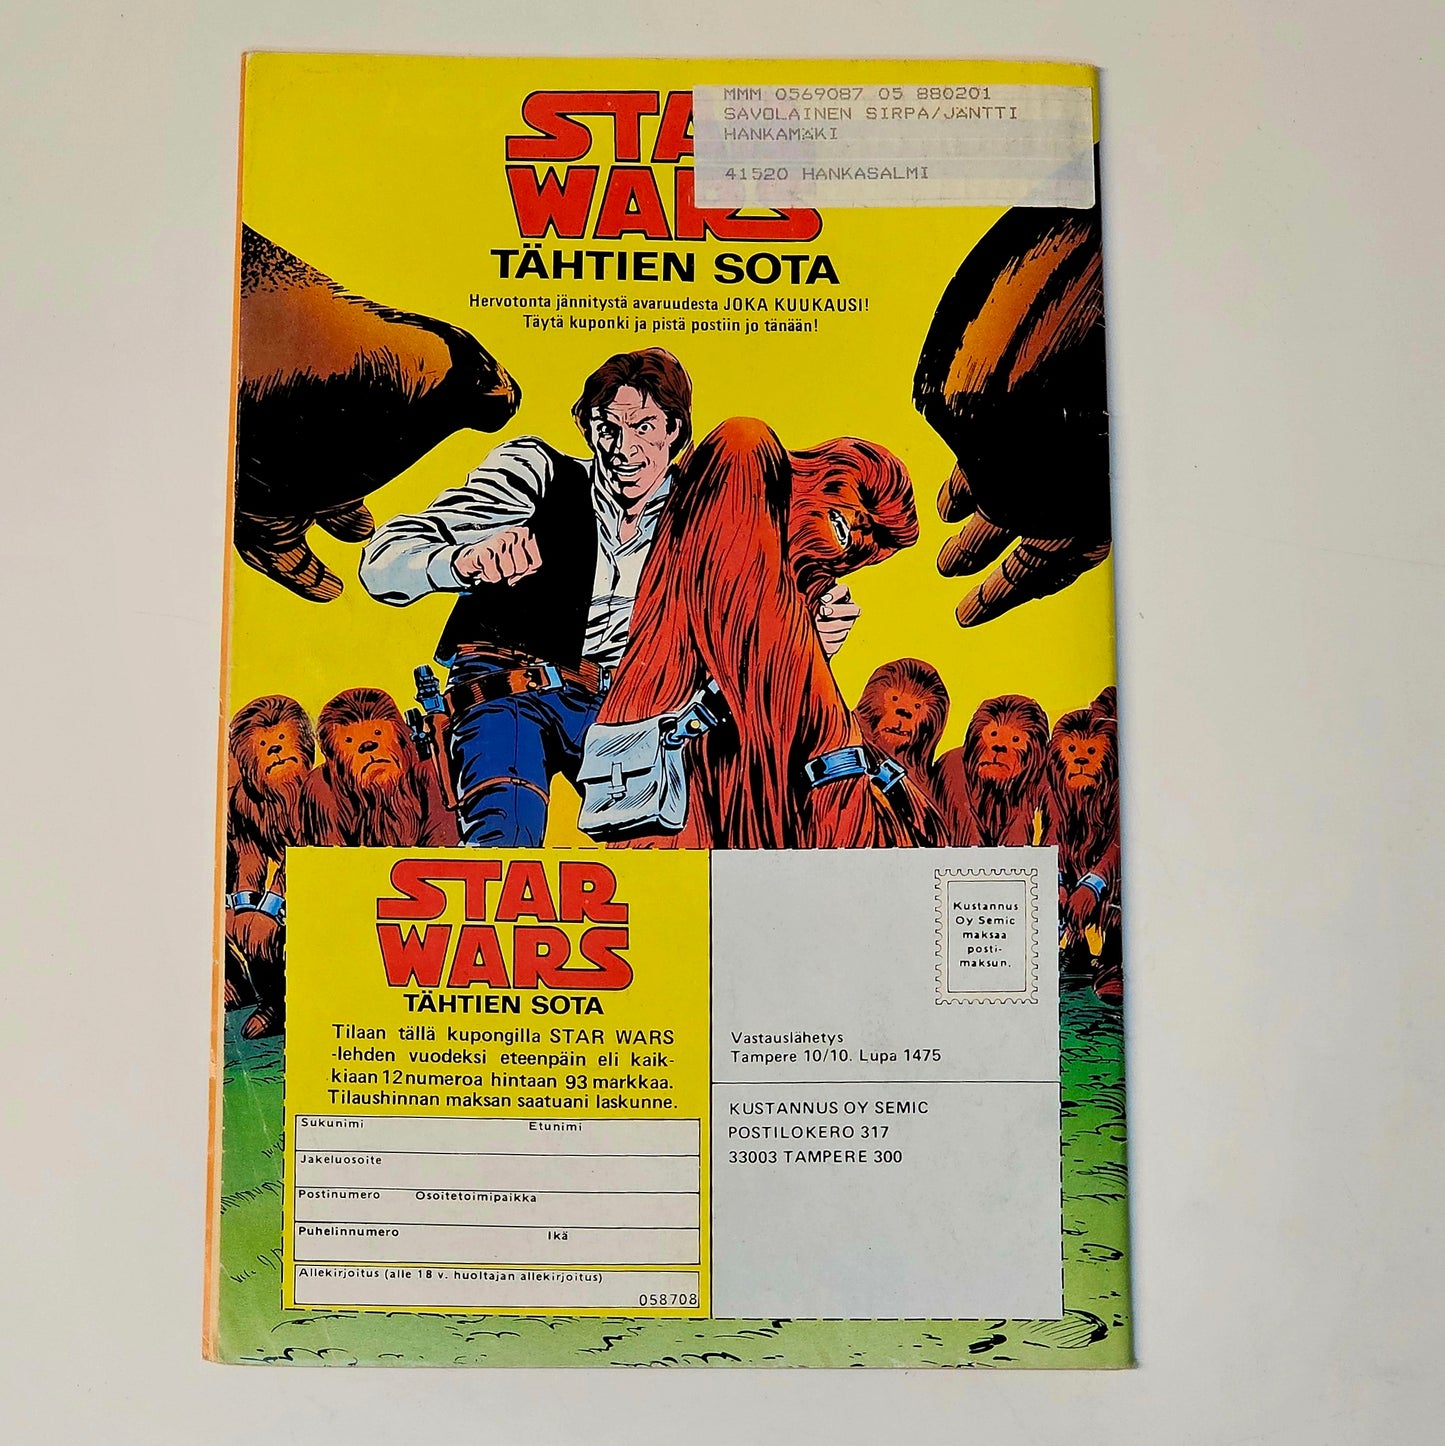 MMM 0569087 05 880201
SAVOLAINEN SIRPA/JÄNTTI
HANKAMÄKI
41520 HANKASALMI
STAR
WARS
TÄHTIEN SOTA
Hervotonta jännitystä avaruudesta JOKA KUUKAUSI!
Täytä kuponki ja pistä postiin jo tänään!
STAR
WARS
TÄHTIEN SOTA
Tilaan tällä kupongilla STAR WARS
-lehden vuodeksi eteenpäin eli kaik-
kiaan 12 numeroa hintaan 93 markkaa.
Tilaushinnan maksan saatuani laskunne.
Sukunimi Etunimi
Jakeluosoite
Postinumero Osoitetoimipaikka
Puhelinnumero Ikä
Allekirjoitus (alle 18 v. huoltajan allekirjoitus)
058708
Kustannus
Oy Semic
maksaa
posti-
maksun.
Vastauslähetys
Tampere 10/10. Lupa 1475
KUSTANNUS OY SEMIC
POSTILOKERO 317
33003 TAMPERE 300